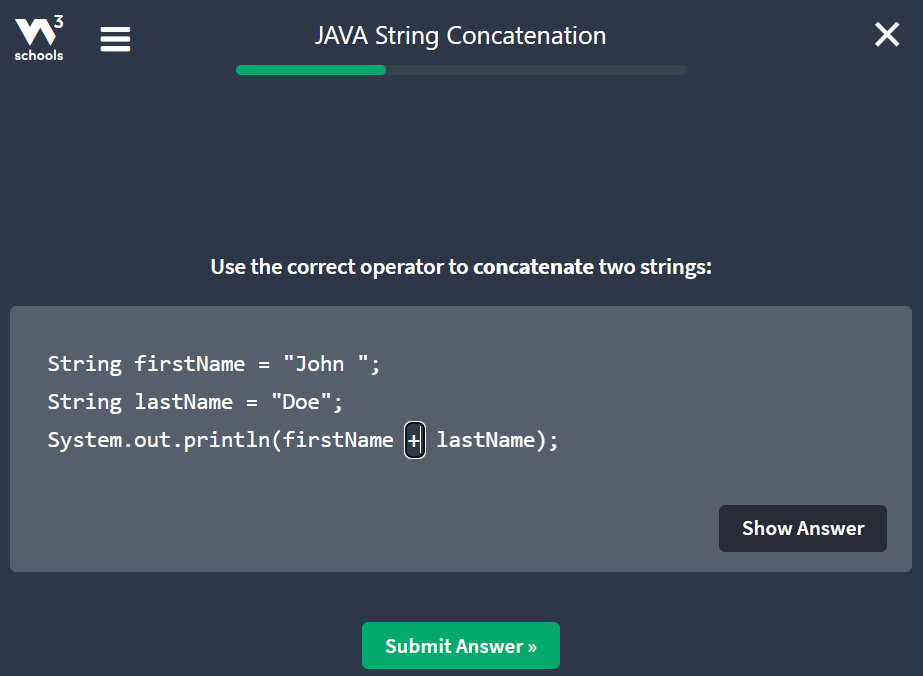 3
schools
JAVA String Concatenation
Use the correct operator to concatenate two strings:
String firstName = "John ";
String lastName = "Doe";
System.out.println(firstName + lastName);
Show Answer
Submit Answer »